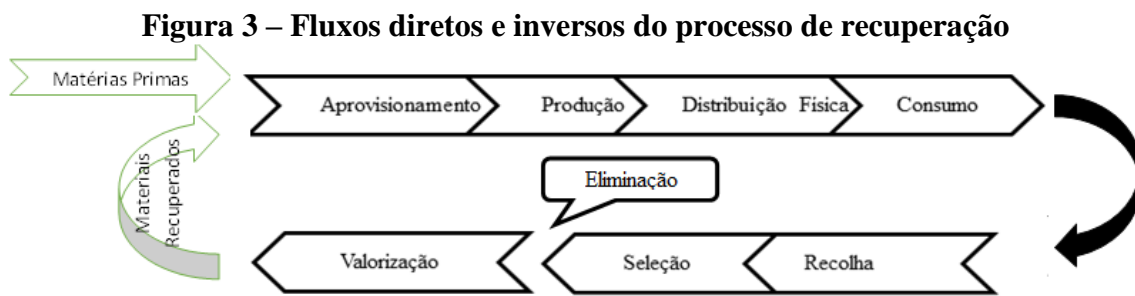 Figura 3 – Fluxos diretos e inversos do processo de recuperação
Matérias Primas
Aprovisionamento
Produção
Distribuição Física
Consumo
Materiais
Recuperados
Eliminação
Valorização
Seleção
Recolha